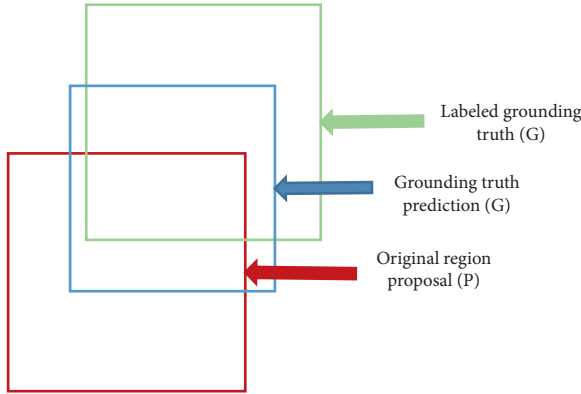 Labeled grounding
truth (G)
Grounding truth
prediction (G)
Original region
proposal (P)